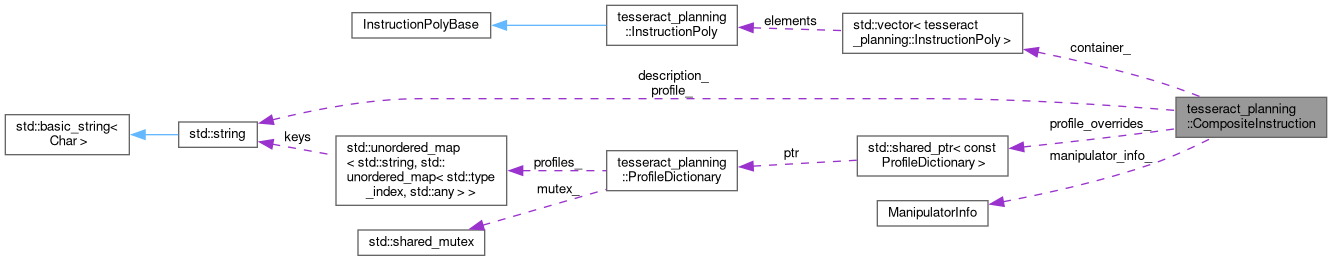 InstructionPolyBase
tesseract_planning
::InstructionPoly
elements
std::vector< tesseract
_planning::InstructionPoly >
container_
description_
profile_
std::basic_string<
Char >
std::string
keys
std::unordered_map
< std::string, std::
unordered_map< std::type
_index, std::any > >
profiles_
mutex_
tesseract_planning
::ProfileDictionary
ptr
std::shared_ptr< const
ProfileDictionary >
profile_overrides_
manipulator_info_
tesseract_planning
::CompositeInstruction
ManipulatorInfo
std::shared_mutex